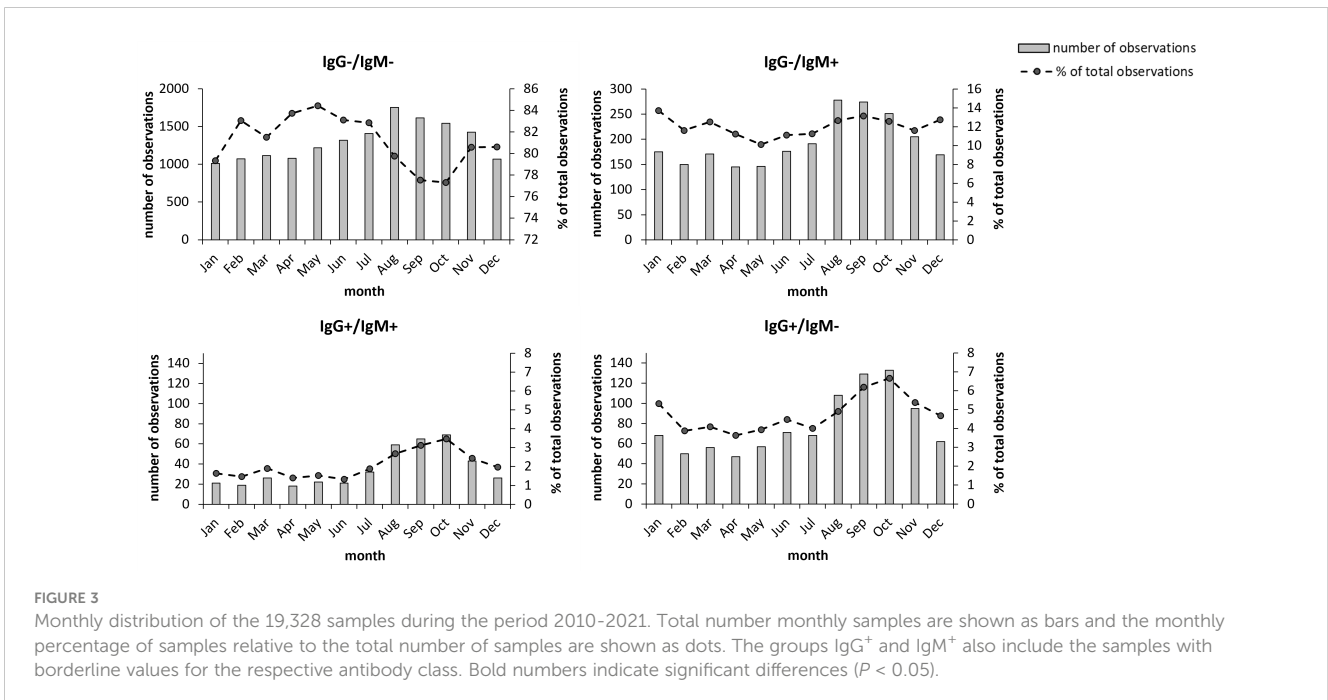 number of observations
% of total observations
IgG-/IgM-
number of observations
2000
1500
1000
500
0
86
84
82
80
78
76
74
72
% of total observations
Jan Feb Mar Apr May Jun Jul Aug Sep Oct Nov Dec
month
IgG-/IgM+
number of observations
300
250
200
150
100
50
0
16
14
12
10
8
6
4
2
0
% of total observations
Jan Feb Mar Apr May Jun Jul Aug Sep Oct Nov Dec
month
IgG+/IgM+
number of observations
140
120
100
80
60
40
20
0
8
7
6
5
4
3
2
1
0
% of total observations
Jan Feb Mar Apr May Jun Jul Aug Sep Oct Nov Dec
month
IgG+/IgM-
number of observations
140
120
100
80
60
40
20
0
8
7
6
5
4
3
2
1
0
% of total observations
Jan Feb Mar Apr May Jun Jul Aug Sep Oct Nov Dec
month
FIGURE 3
Monthly distribution of the 19,328 samples during the period 2010-2021. Total number monthly samples are shown as bars and the monthly
percentage of samples relative to the total number of samples are shown as dots. The groups IgG⁺ and IgM⁺ also include the samples with
borderline values for the respective antibody class. Bold numbers indicate significant differences (P < 0.05).